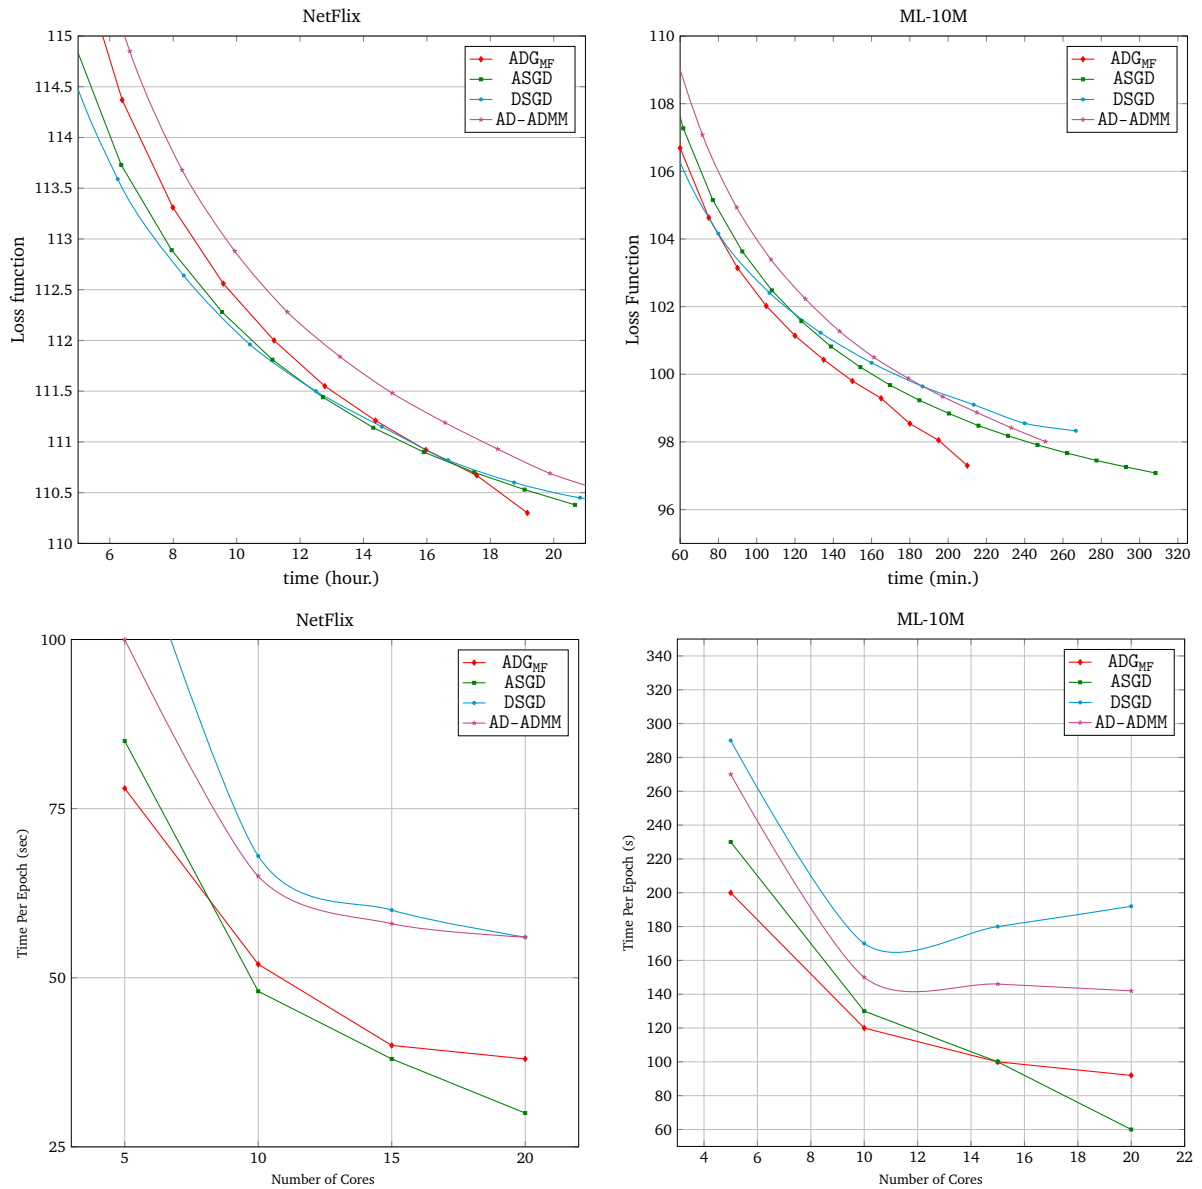 NetFlix
115
114.5
114
113.5
113
112.5
112
111.5
111
110.5
110
6 8 10 12 14 16 18 20
Loss function
time (hour.)
ADG_MF
ASGD
DSGD
AD-ADMM
ML-10M
110
108
106
104
102
100
98
96
60 80 100 120 140 160 180 200 220 240 260 280 300 320
Loss Function
time (min.)
ADG_MF
ASGD
DSGD
AD-ADMM
NetFlix
100
75
50
25
5 10 15 20
Time Per Epoch (sec)
Number of Cores
ADG_MF
ASGD
DSGD
AD-ADMM
ML-10M
340
320
300
280
260
240
220
200
180
160
140
120
100
80
60
4 6 8 10 12 14 16 18 20 22
Time Per Epoch (s)
Number of Cores
ADG_MF
ASGD
DSGD
AD-ADMM